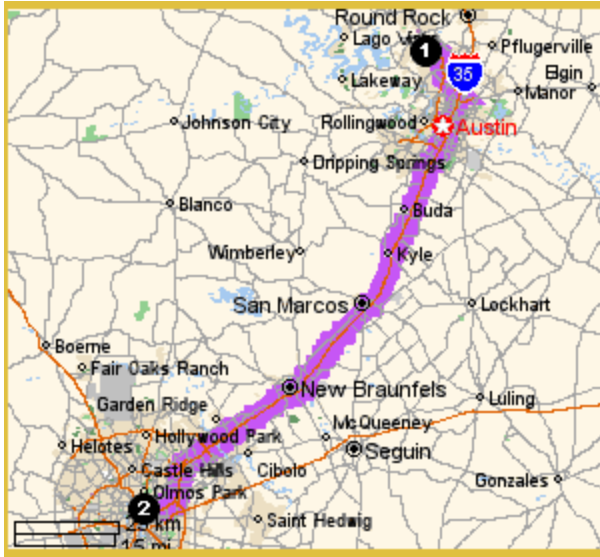 Round Rock
Lago Vista
1
Pflugerville
35
Elgin
Lakeway
Manor
Johnson City
Rollingwood
Austin
Dripping Springs
Blanco
Buda
Wimberley
Kyle
San Marcos
Lockhart
Boerne
Fair Oaks Ranch
New Braunfels
Garden Ridge
Luling
McQueeney
Hollywood Park
Helotes
Seguin
Castle Hills
Cibolo
Gonzales
Olmos Park
2
Saint Hedwig
km
15 mi